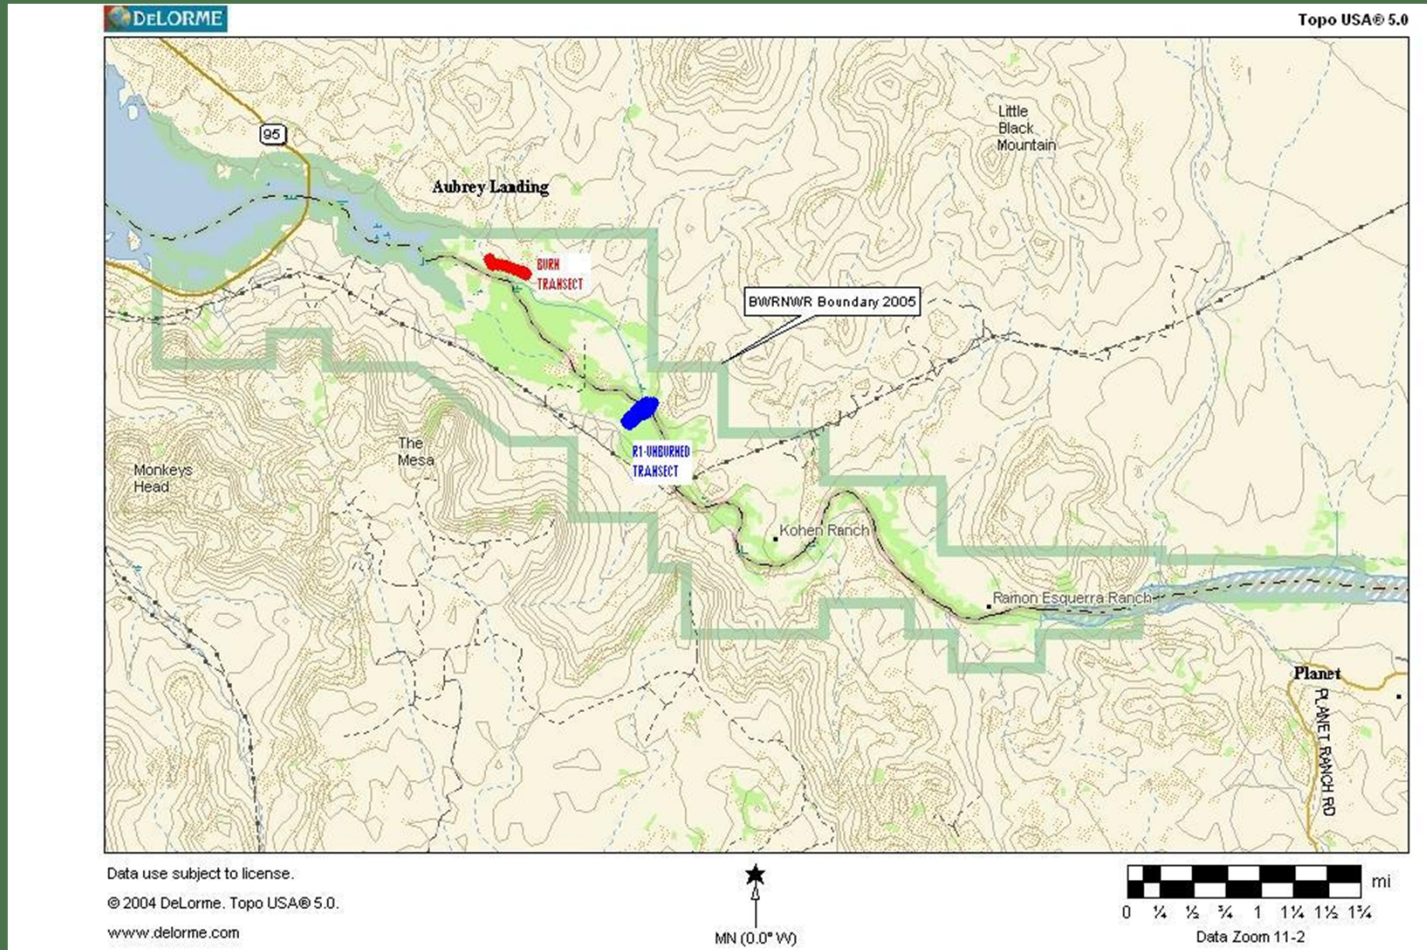 DELORME
Topo USA® 5.0
95
Little
Black
Mountain
Aubrey Landing
BURN
TRANSECT
BWRNWR Boundary 2005
The
Mesa
Monkeys
Head
R1-UNBURNED
TRANSECT
Kohen Ranch
Ramon Esquerra Ranch
Planet
PLANET RANCH RD
Data use subject to license.
© 2004 DeLorme. Topo USA® 5.0.
www.delorme.com
MN (0.0° W)
mi
0 ¼ ½ ¾ 1 1¼ 1½ 1¾
Data Zoom 11-2